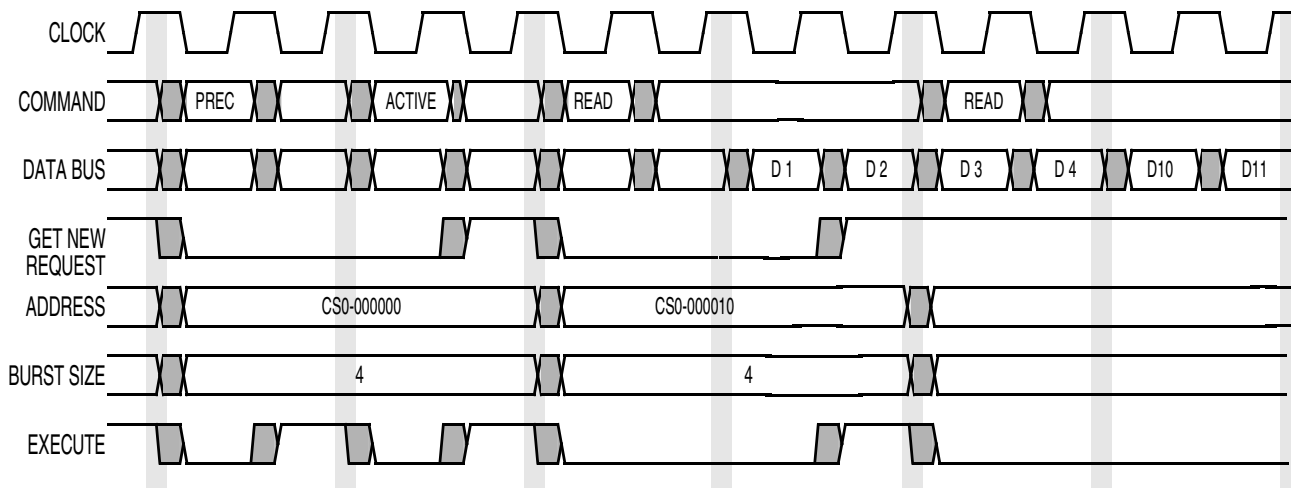 CLOCK
COMMAND PREC ACTIVE READ READ
DATA BUS D 1 D 2 D 3 D 4 D10 D11
GET NEW
REQUEST
ADDRESS CS0-000000 CS0-000010
BURST SIZE 4 4
EXECUTE